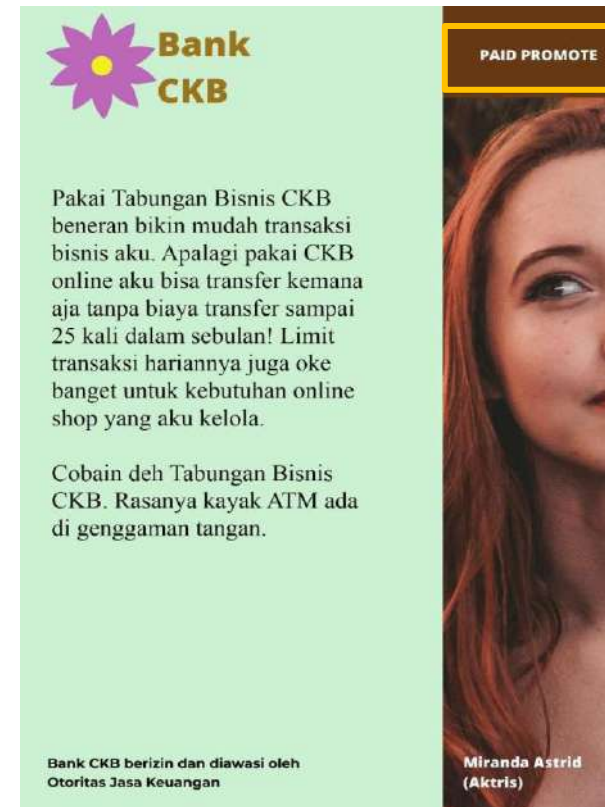 Bank
CKB
PAID PROMOTE
Pakai Tabungan Bisnis CKB
beneran bikin mudah transaksi
bisnis aku. Apalagi pakai CKB
online aku bisa transfer kemana
aja tanpa biaya transfer sampai
25 kali dalam sebulan! Limit
transaksi hariannya juga oke
banget untuk kebutuhan online
shop yang aku kelola.
Cobain deh Tabungan Bisnis
CKB. Rasanya kayak ATM ada
di genggaman tangan.
Bank CKB berizin dan diawasi oleh
Otoritas Jasa Keuangan
Miranda Astrid
(Aktris)